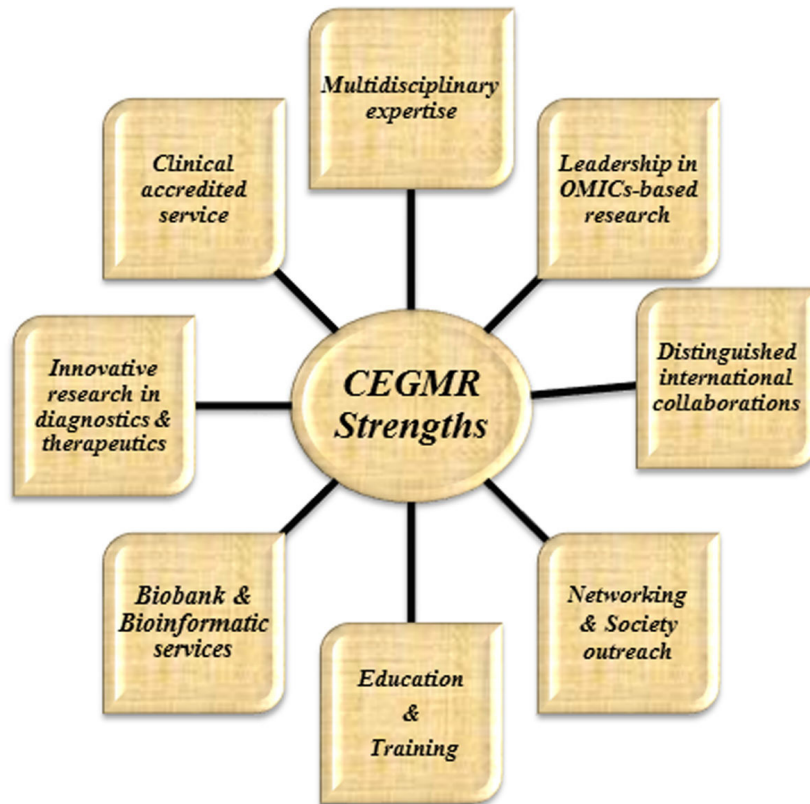 Multidisciplinary
expertise
Clinical
accredited
service
Leadership in
OMICs-based
research
Innovative
research in
diagnostics &
therapeutics
CEGMR
Strengths
Distinguished
international
collaborations
Biobank &
Bioinformatic
services
Networking
& Society
outreach
Education
&
Training